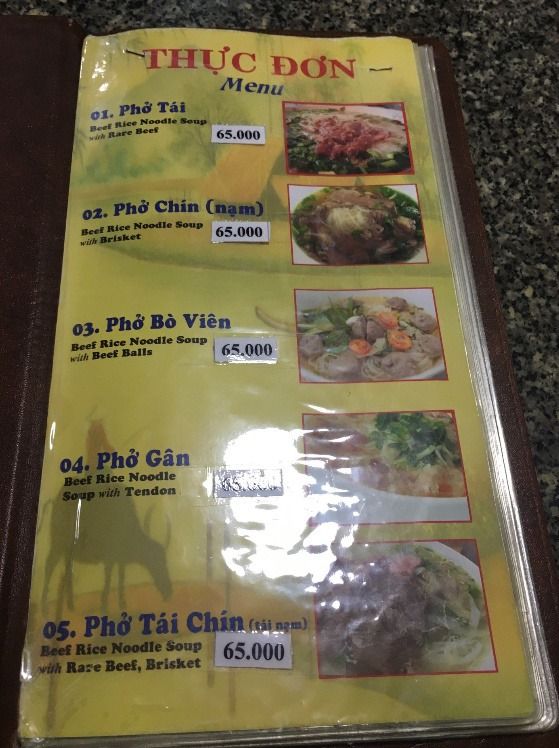 THỰC ĐƠN
Menu
01. Phở Tái
Beef Rice Noodle Soup
with Rare Beef
65.000
02. Phở Chín (nạm)
Beef Rice Noodle Soup
with Brisket
65.000
03. Phở Bò Viên
Beef Rice Noodle Soup
with Beef Balls
65.000
04. Phở Gân
Beef Rice Noodle
Soup with Tendon
65.000
05. Phở Tái Chín (tái nạm)
Beef Rice Noodle Soup
with Rare Beef, Brisket
65.000